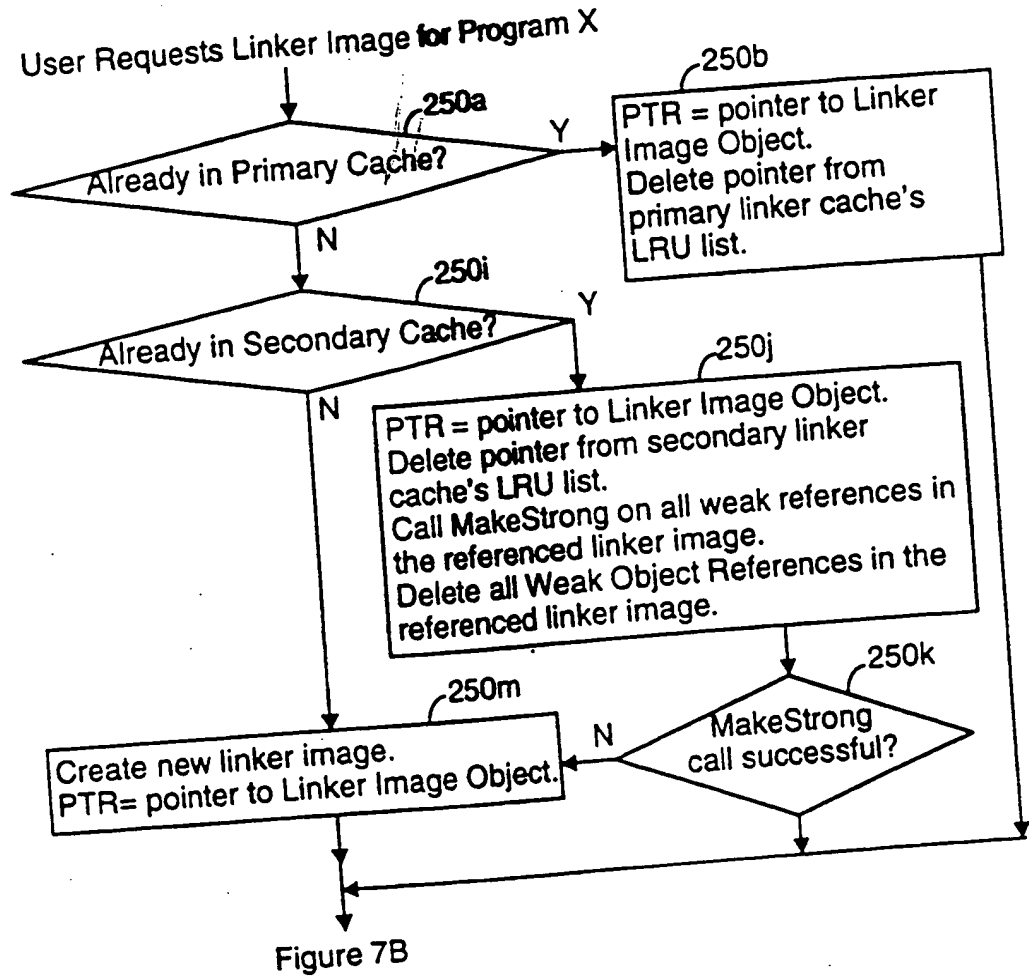 User Requests Linker Image for Program X
250a
Already in Primary Cache?
Y
N
250b
PTR = pointer to Linker
Image Object.
Delete pointer from
primary linker cache's
LRU list.
250i
Already in Secondary Cache?
Y
N
250j
PTR = pointer to Linker Image Object.
Delete pointer from secondary linker
cache's LRU list.
Call MakeStrong on all weak references in
the referenced linker image.
Delete all Weak Object References in the
referenced linker image.
250k
MakeStrong
call successful?
N
250m
Create new linker image.
PTR= pointer to Linker Image Object.
Figure 7B